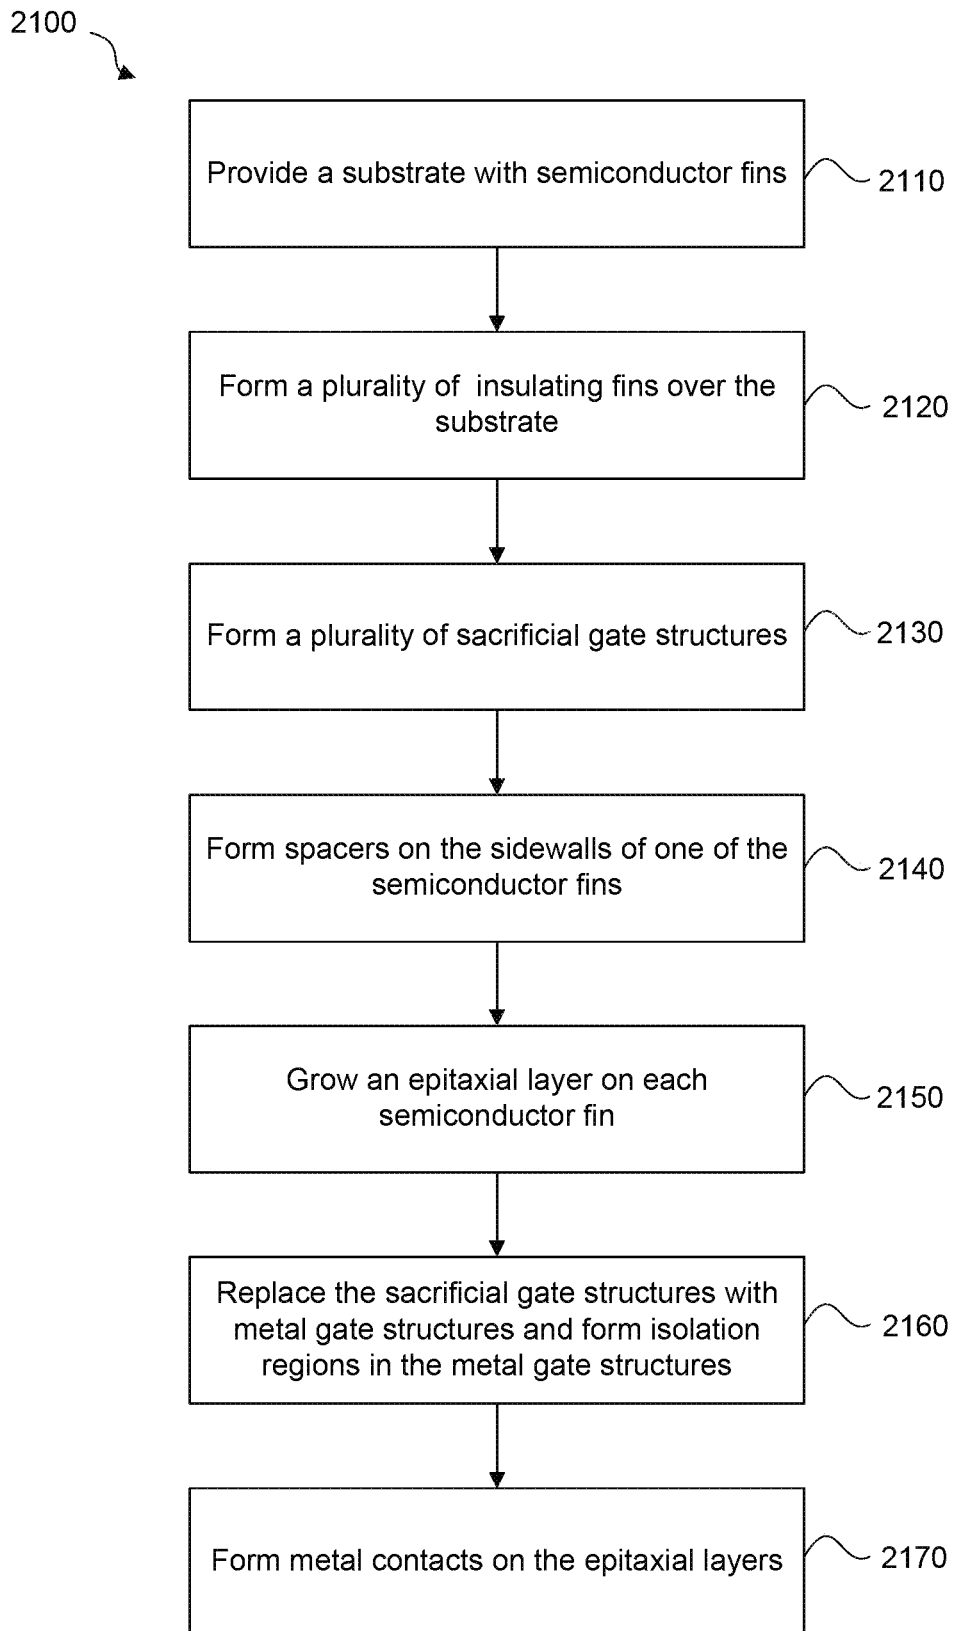 2100
Provide a substrate with semiconductor fins
2110
Form a plurality of insulating fins over the
substrate
2120
Form a plurality of sacrificial gate structures
2130
Form spacers on the sidewalls of one of the
semiconductor fins
2140
Grow an epitaxial layer on each
semiconductor fin
2150
Replace the sacrificial gate structures with
metal gate structures and form isolation
regions in the metal gate structures
2160
Form metal contacts on the epitaxial layers
2170